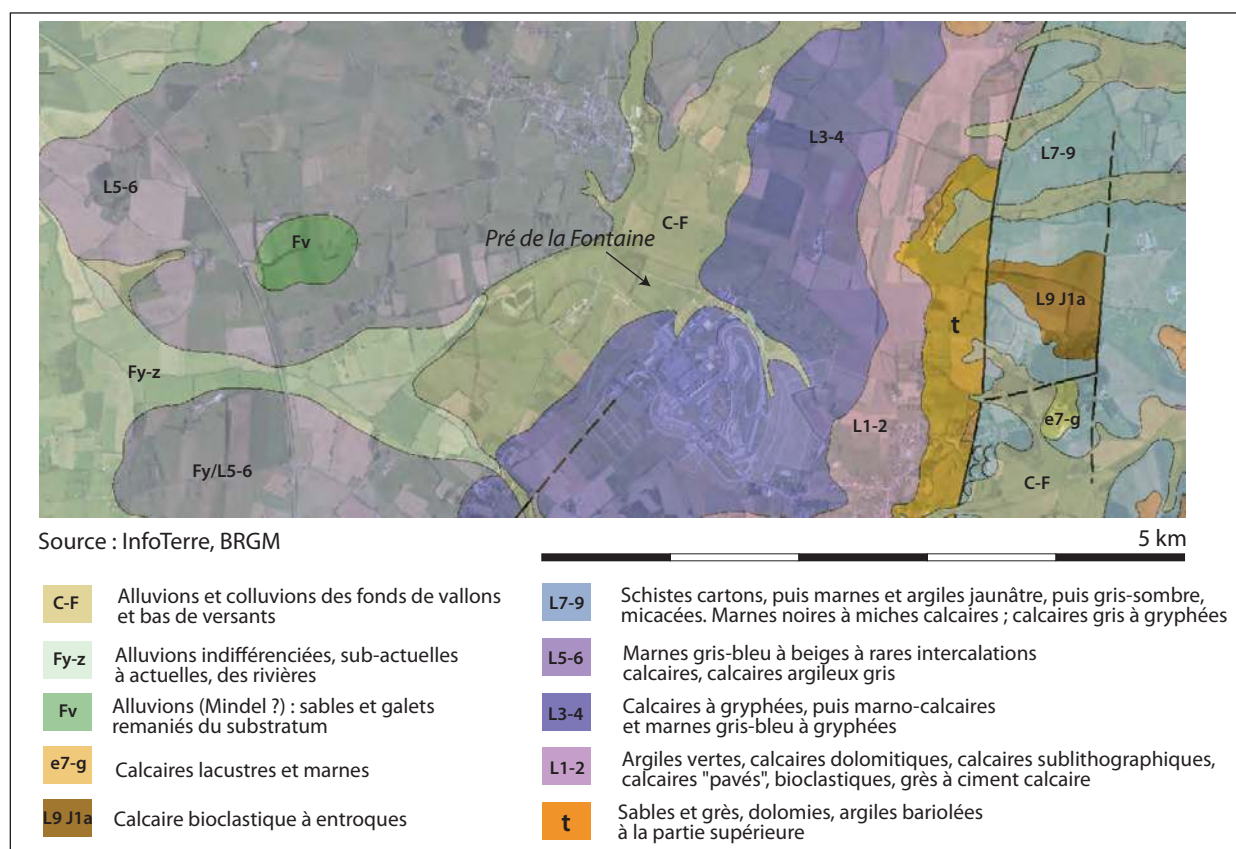 L5-6
Fv
Pré de la Fontaine
C-F
L3-4
L7-9
L9 J1a
t
Fy-z
L1-2
e7-g
Fy/L5-6
C-F
Source : InfoTerre, BRGM
5 km
C-F
Alluvions et colluvions des fonds de vallons
et bas de versants
Fy-z
Alluvions indifférenciées, sub-actuelles
à actuelles, des rivières
Fv
Alluvions (Mindel ?) : sables et galets
remaniés du substratum
e7-g
Calcaires lacustres et marnes
L9 J1a
Calcaire bioclastique à entroques
L7-9
Schistes cartons, puis marnes et argiles jaunâtre, puis gris-sombre,
micacées. Marnes noires à miches calcaires ; calcaires gris à gryphées
L5-6
Marnes gris-bleu à beiges à rares intercalations
calcaires, calcaires argileux gris
L3-4
Calcaires à gryphées, puis marno-calcaires
et marnes gris-bleu à gryphées
L1-2
Argiles vertes, calcaires dolomitiques, calcaires sublithographiques,
calcaires "pavés", bioclastiques, grès à ciment calcaire
t
Sables et grès, dolomies, argiles bariolées
à la partie supérieure